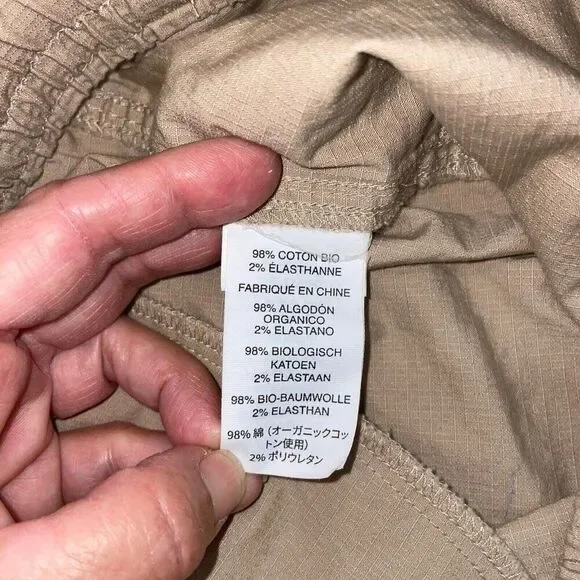 98% COTON BIO
2% ÉLASTHANNE
FABRIQUÉ EN CHINE
98% ALGODÓN
ORGANICO
2% ELASTANO
98% BIOLOGISCH
KATOEN
2% ELASTAAN
98% BIO-BAUMWOLLE
2% ELASTHAN
98% 綿 (オーガニックコッ
トン使用)
2% ポリウレタン